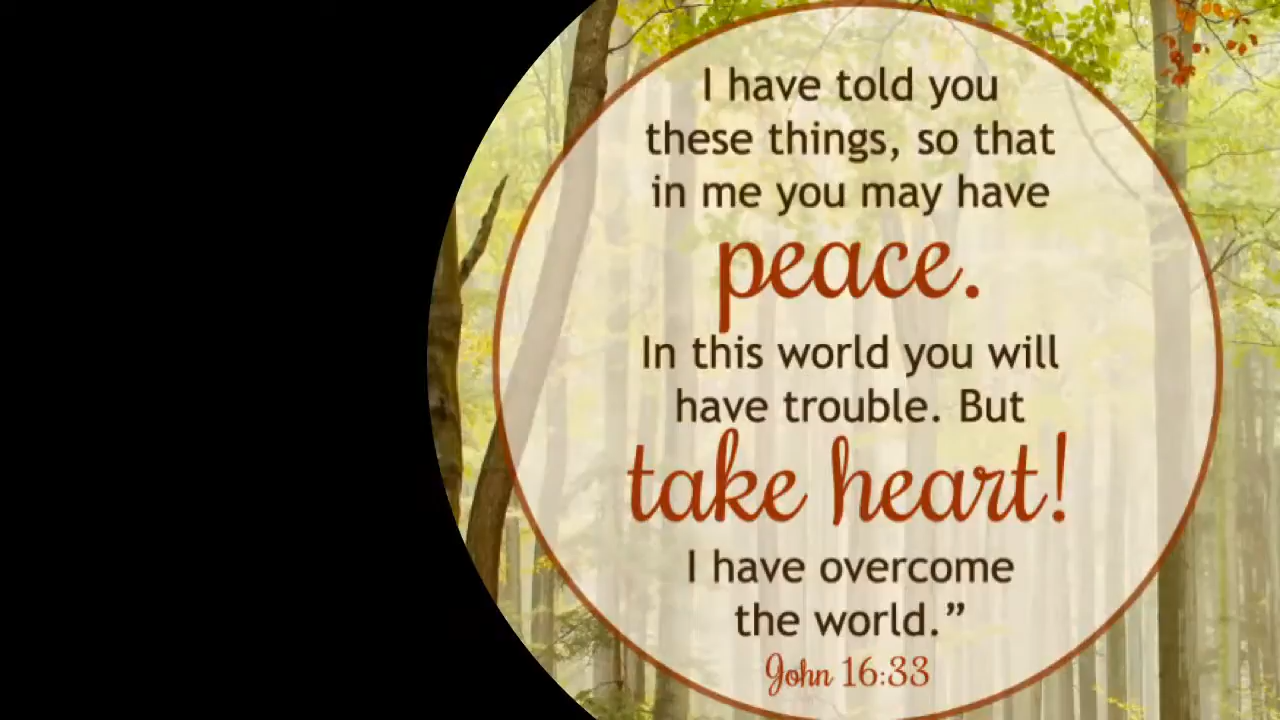 I have told you
these things, so that
in me you may have
peace.
In this world you will
have trouble. But
take heart!
I have overcome
the world.”
John 16:33